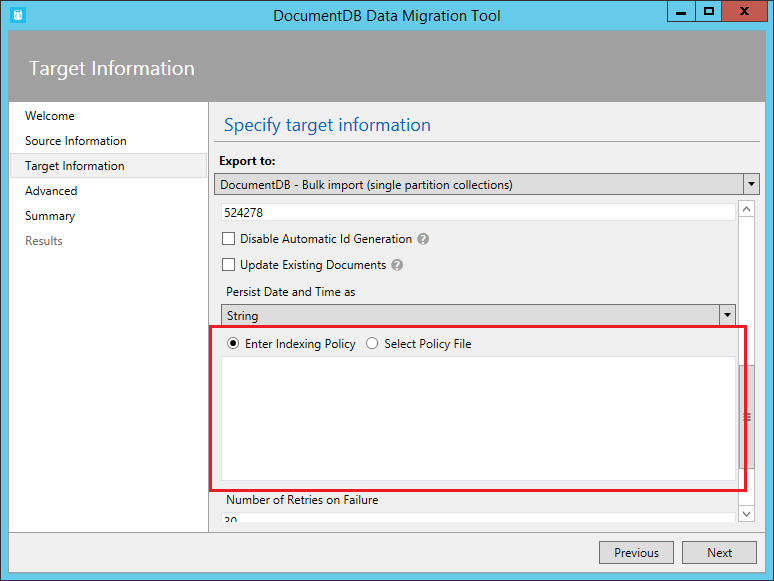 DocumentDB Data Migration Tool
Target Information
Welcome
Source Information
Target Information
Advanced
Summary
Results
Specify target information
Export to:
DocumentDB - Bulk import (single partition collections)
524278
Disable Automatic Id Generation ?
Update Existing Documents ?
Persist Date and Time as
String
Enter Indexing Policy Select Policy File
Number of Retries on Failure
30
Previous Next